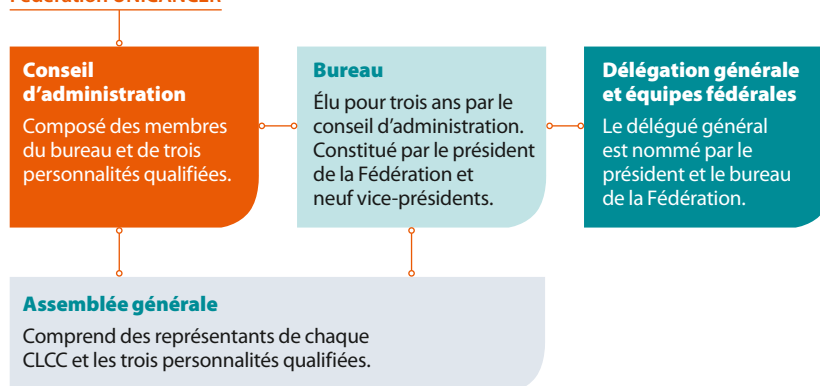 Fédération UNICANCER
Conseil
d’administration
Composé des membres
du bureau et de trois
personnalités qualifiées.
Bureau
Élu pour trois ans par le
conseil d’administration.
Constitué par le président
de la Fédération et
neuf vice-présidents.
Délégation générale
et équipes fédérales
Le délégué général
est nommé par le
président et le bureau
de la Fédération.
Assemblée générale
Comprend des représentants de chaque
CLCC et les trois personnalités qualifiées.